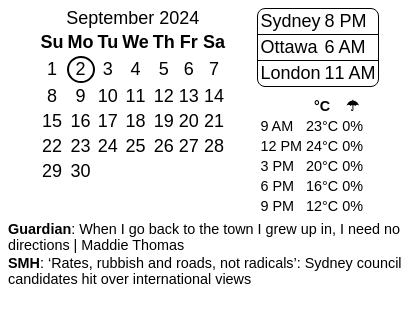 September 2024
Su Mo Tu We Th Fr Sa
1 2 3 4 5 6 7
8 9 10 11 12 13 14
15 16 17 18 19 20 21
22 23 24 25 26 27 28
29 30
Sydney 8 PM
Ottawa 6 AM
London 11 AM
°C ☂
9 AM 23°C 0%
12 PM 24°C 0%
3 PM 20°C 0%
6 PM 16°C 0%
9 PM 12°C 0%
Guardian: When I go back to the town I grew up in, I need no
directions | Maddie Thomas
SMH: ‘Rates, rubbish and roads, not radicals’: Sydney council
candidates hit over international views